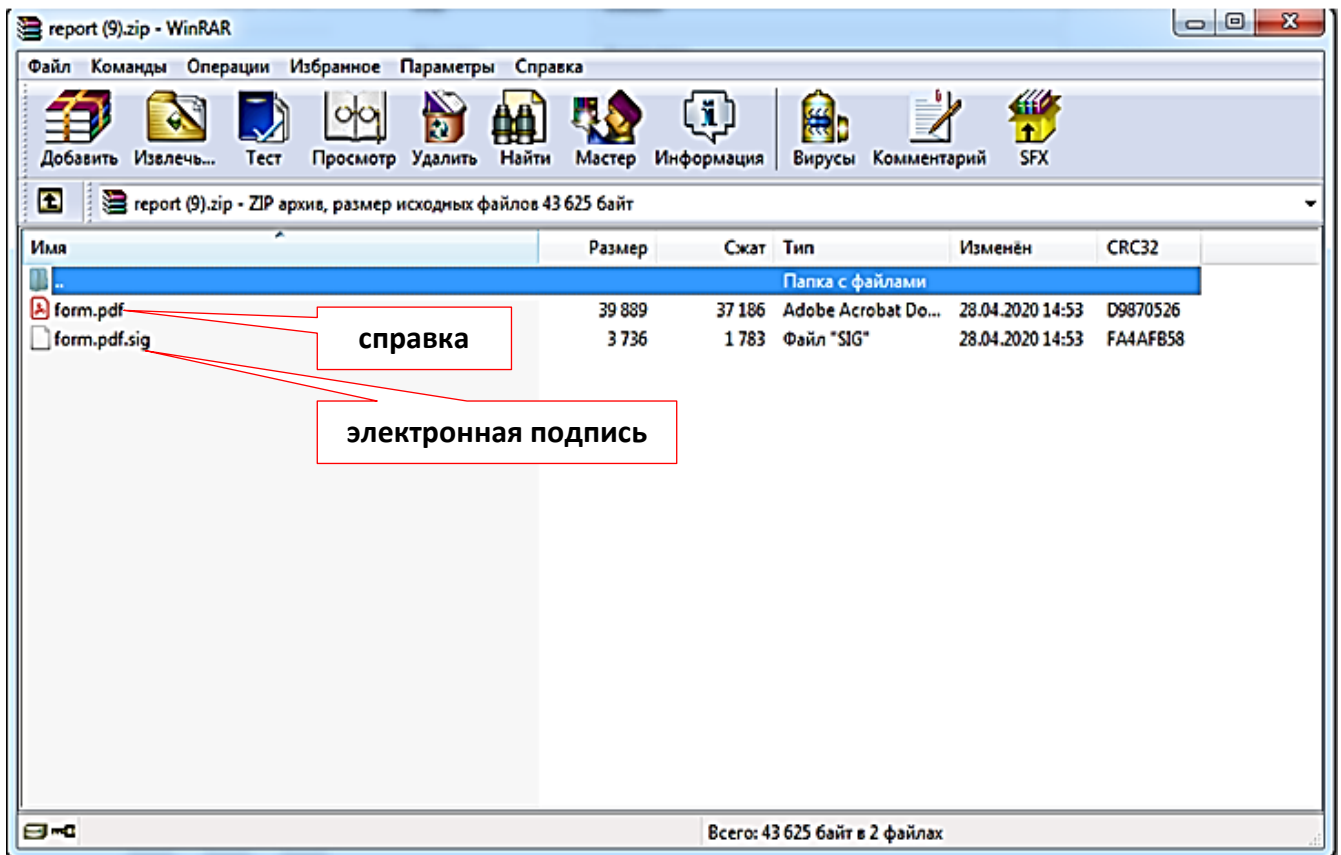 report (9).zip - WinRAR
Файл Команды Операции Избранное Параметры Справка
Добавить Извлечь... Тест Просмотр Удалить Найти Мастер Информация Вирусы Комментарий SFX
report (9).zip - ZIP архив, размер исходных файлов 43 625 байт
Имя Размер Сжат Тип Изменён CRC32
.. Папка с файлами
form.pdf 39 889 37 186 Adobe Acrobat Do... 28.04.2020 14:53 D9870526
form.pdf.sig 3 736 1 783 Файл "SIG" 28.04.2020 14:53 FA4AFB58
справка
электронная подпись
Всего: 43 625 байт в 2 файлах